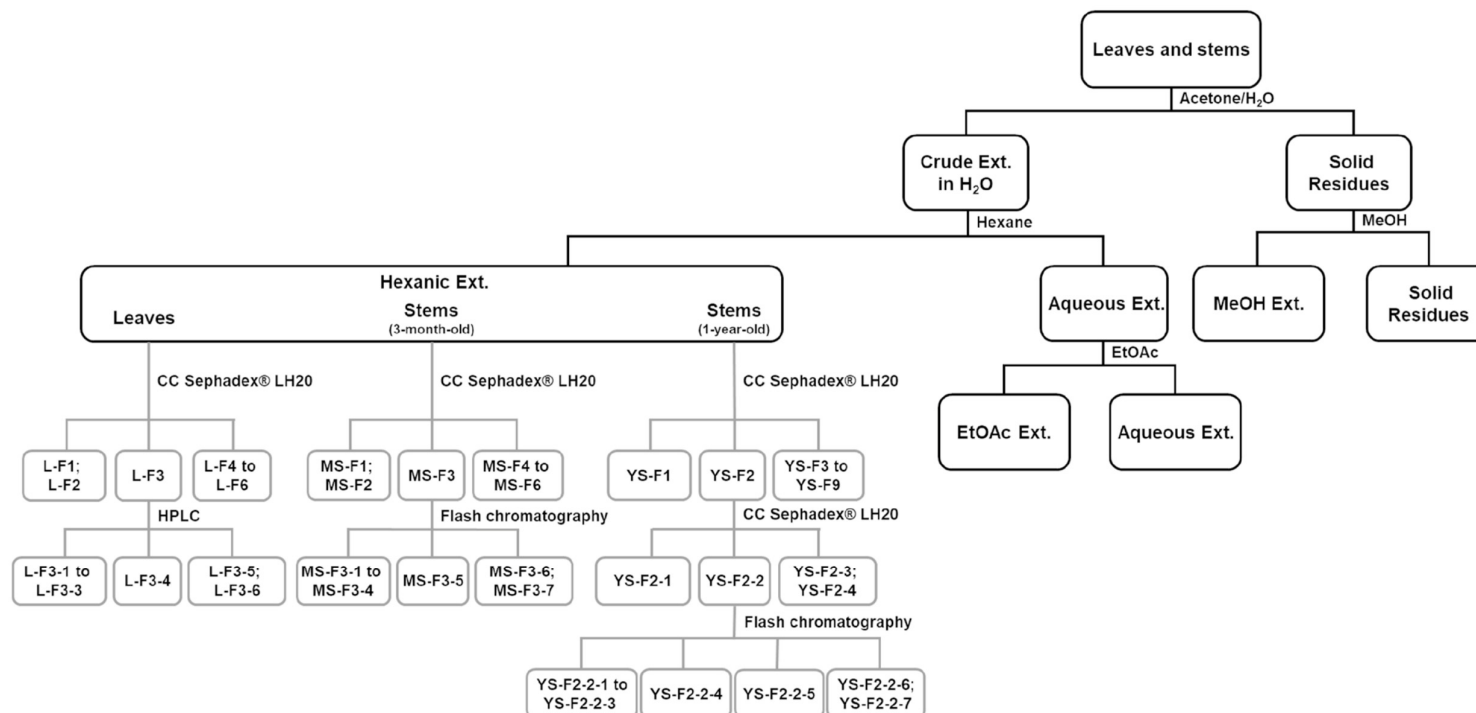 Leaves and stems
Acetone/H₂O
Crude Ext.
in H₂O
Solid
Residues
Hexane
MeOH
Hexanic Ext.
Leaves
Stems
(3-month-old)
Stems
(1-year-old)
Aqueous Ext.
MeOH Ext.
Solid
Residues
EtOAc
EtOAc Ext.
Aqueous Ext.
CC Sephadex® LH20
CC Sephadex® LH20
CC Sephadex® LH20
L-F1;
L-F2
L-F3
L-F4 to
L-F6
MS-F1;
MS-F2
MS-F3
MS-F4 to
MS-F6
YS-F1
YS-F2
YS-F3 to
YS-F9
HPLC
Flash chromatography
CC Sephadex® LH20
L-F3-1 to
L-F3-3
L-F3-4
L-F3-5;
L-F3-6
MS-F3-1 to
MS-F3-4
MS-F3-5
MS-F3-6;
MS-F3-7
YS-F2-1
YS-F2-2
YS-F2-3;
YS-F2-4
Flash chromatography
YS-F2-2-1 to
YS-F2-2-3
YS-F2-2-4
YS-F2-2-5
YS-F2-2-6;
YS-F2-2-7